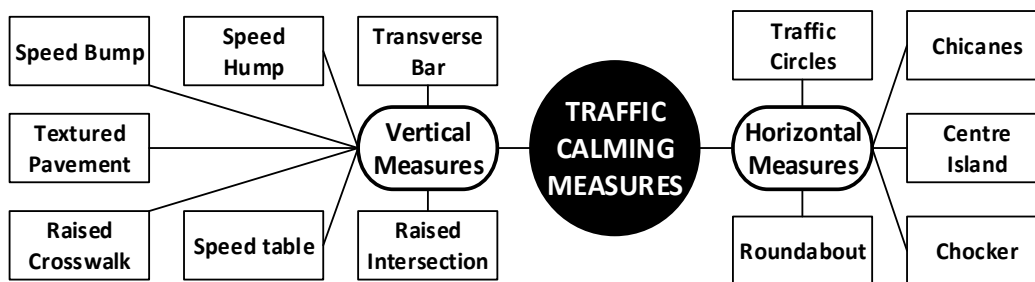 Speed Bump
Speed
Hump
Transverse
Bar
Textured
Pavement
Vertical
Measures
Raised
Crosswalk
Speed table
Raised
Intersection
TRAFFIC
CALMING
MEASURES
Traffic
Circles
Chicanes
Horizontal
Measures
Centre
Island
Roundabout
Chocker